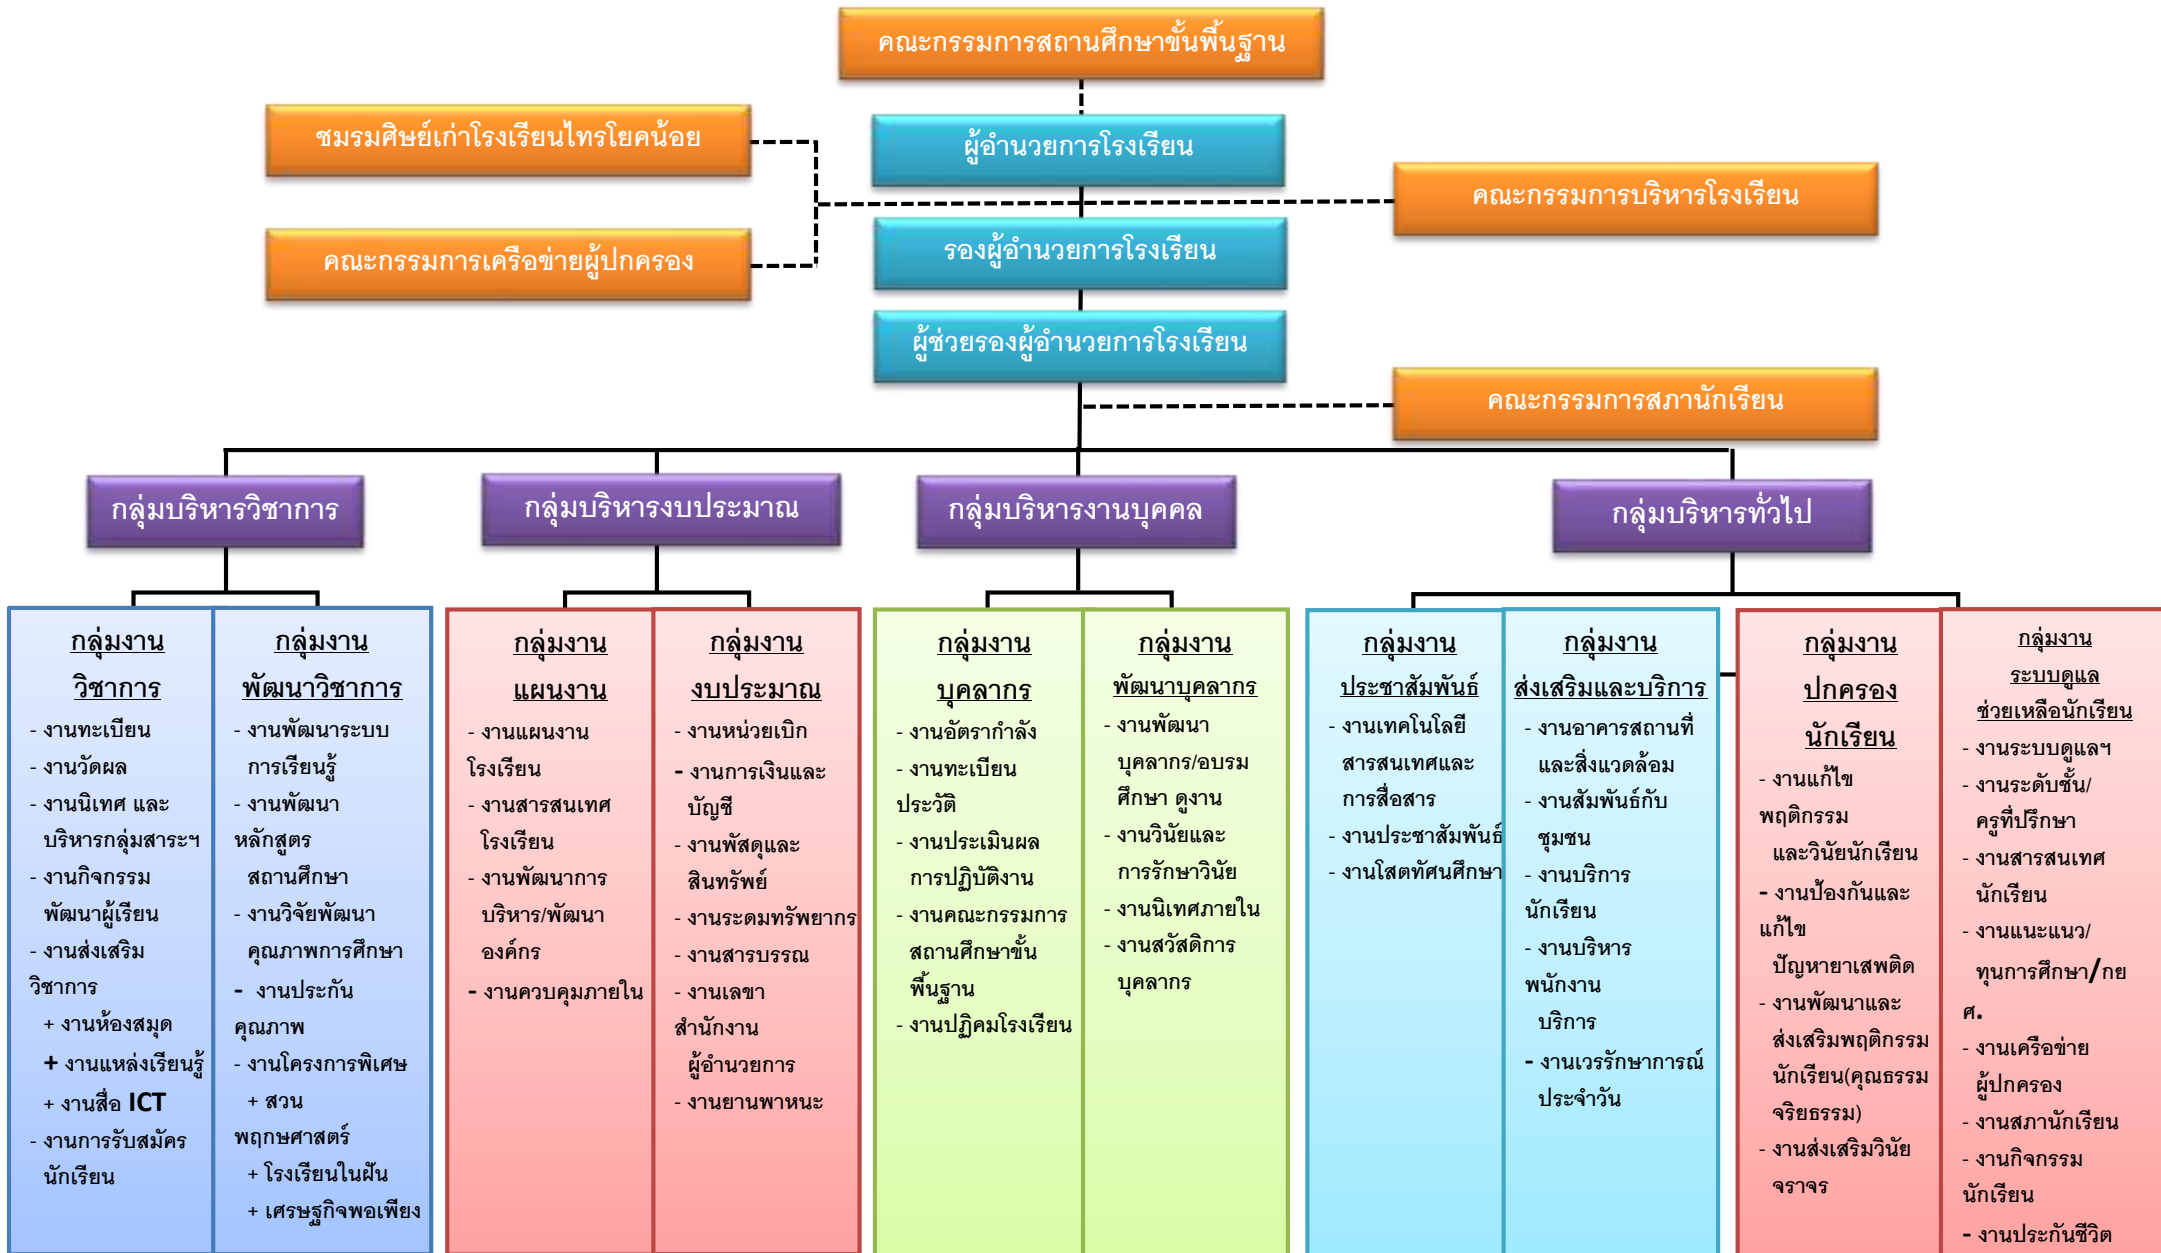 คณะกรรมการสถานศึกษาขั้นพื้นฐาน
ชมรมศิษย์เก่าโรงเรียนไทรโยคน้อย
ผู้อำนวยการโรงเรียน
คณะกรรมการบริหารโรงเรียน
คณะกรรมการเครือข่ายผู้ปกครอง
รองผู้อำนวยการโรงเรียน
ผู้ช่วยรองผู้อำนวยการโรงเรียน
คณะกรรมการสภานักเรียน
กลุ่มบริหารวิชาการ
กลุ่มบริหารงบประมาณ
กลุ่มบริหารงานบุคคล
กลุ่มบริหารทั่วไป
กลุ่มงาน
วิชาการ
- งานทะเบียน
- งานวัดผล
- งานนิเทศ และ
บริหารกลุ่มสาระฯ
- งานกิจกรรม
พัฒนาผู้เรียน
- งานส่งเสริม
วิชาการ
+ งานห้องสมุด
+ งานแหล่งเรียนรู้
+ งานสื่อ ICT
- งานการรับสมัคร
นักเรียน
กลุ่มงาน
พัฒนาวิชาการ
- งานพัฒนาระบบ
การเรียนรู้
- งานพัฒนา
หลักสูตร
สถานศึกษา
- งานวิจัยพัฒนา
คุณภาพการศึกษา
- งานประกัน
คุณภาพ
- งานโครงการพิเศษ
+ สวน
พฤกษศาสตร์
+ โรงเรียนในฝัน
+ เศรษฐกิจพอเพียง
กลุ่มงาน
แผนงาน
- งานแผนงาน
โรงเรียน
- งานสารสนเทศ
โรงเรียน
- งานพัฒนาการ
บริหาร/พัฒนา
องค์กร
- งานควบคุมภายใน
กลุ่มงาน
งบประมาณ
- งานหน่วยเบิก
- งานการเงินและ
บัญชี
- งานพัสดุและ
สินทรัพย์
- งานระดมทรัพยากร
- งานสารบรรณ
- งานเลขา
สำนักงาน
ผู้อำนวยการ
- งานยานพาหนะ
กลุ่มงาน
บุคลากร
- งานอัตรากำลัง
- งานทะเบียน
ประวัติ
- งานประเมินผล
การปฏิบัติงาน
- งานคณะกรรมการ
สถานศึกษาขั้น
พื้นฐาน
- งานปฏิคมโรงเรียน
กลุ่มงาน
พัฒนาบุคลากร
- งานพัฒนา
บุคลากร/อบรม
ศึกษา ดูงาน
- งานวินัยและ
การรักษาวินัย
- งานนิเทศภายใน
- งานสวัสดิการ
บุคลากร
กลุ่มงาน
ประชาสัมพันธ์
- งานเทคโนโลยี
สารสนเทศและ
การสื่อสาร
- งานประชาสัมพันธ์
- งานโสตทัศนศึกษา
กลุ่มงาน
ส่งเสริมและบริการ
- งานอาคารสถานที่
และสิ่งแวดล้อม
- งานสัมพันธ์กับ
ชุมชน
- งานบริการ
นักเรียน
- งานบริหาร
พนักงาน
บริการ
- งานเวรรักษาการณ์
ประจำวัน
กลุ่มงาน
ปกครอง
นักเรียน
- งานแก้ไข
พฤติกรรม
และวินัยนักเรียน
- งานป้องกันและ
แก้ไข
ปัญหายาเสพติด
- งานพัฒนาและ
ส่งเสริมพฤติกรรม
นักเรียน(คุณธรรม
จริยธรรม)
- งานส่งเสริมวินัย
จราจร
กลุ่มงาน
ระบบดูแล
ช่วยเหลือนักเรียน
- งานระบบดูแลฯ
- งานระดับชั้น/
ครูที่ปรึกษา
- งานสารสนเทศ
นักเรียน
- งานแนะแนว/
ทุนการศึกษา/กย
ศ.
- งานเครือข่าย
ผู้ปกครอง
- งานสภานักเรียน
- งานกิจกรรม
นักเรียน
- งานประกันชีวิต